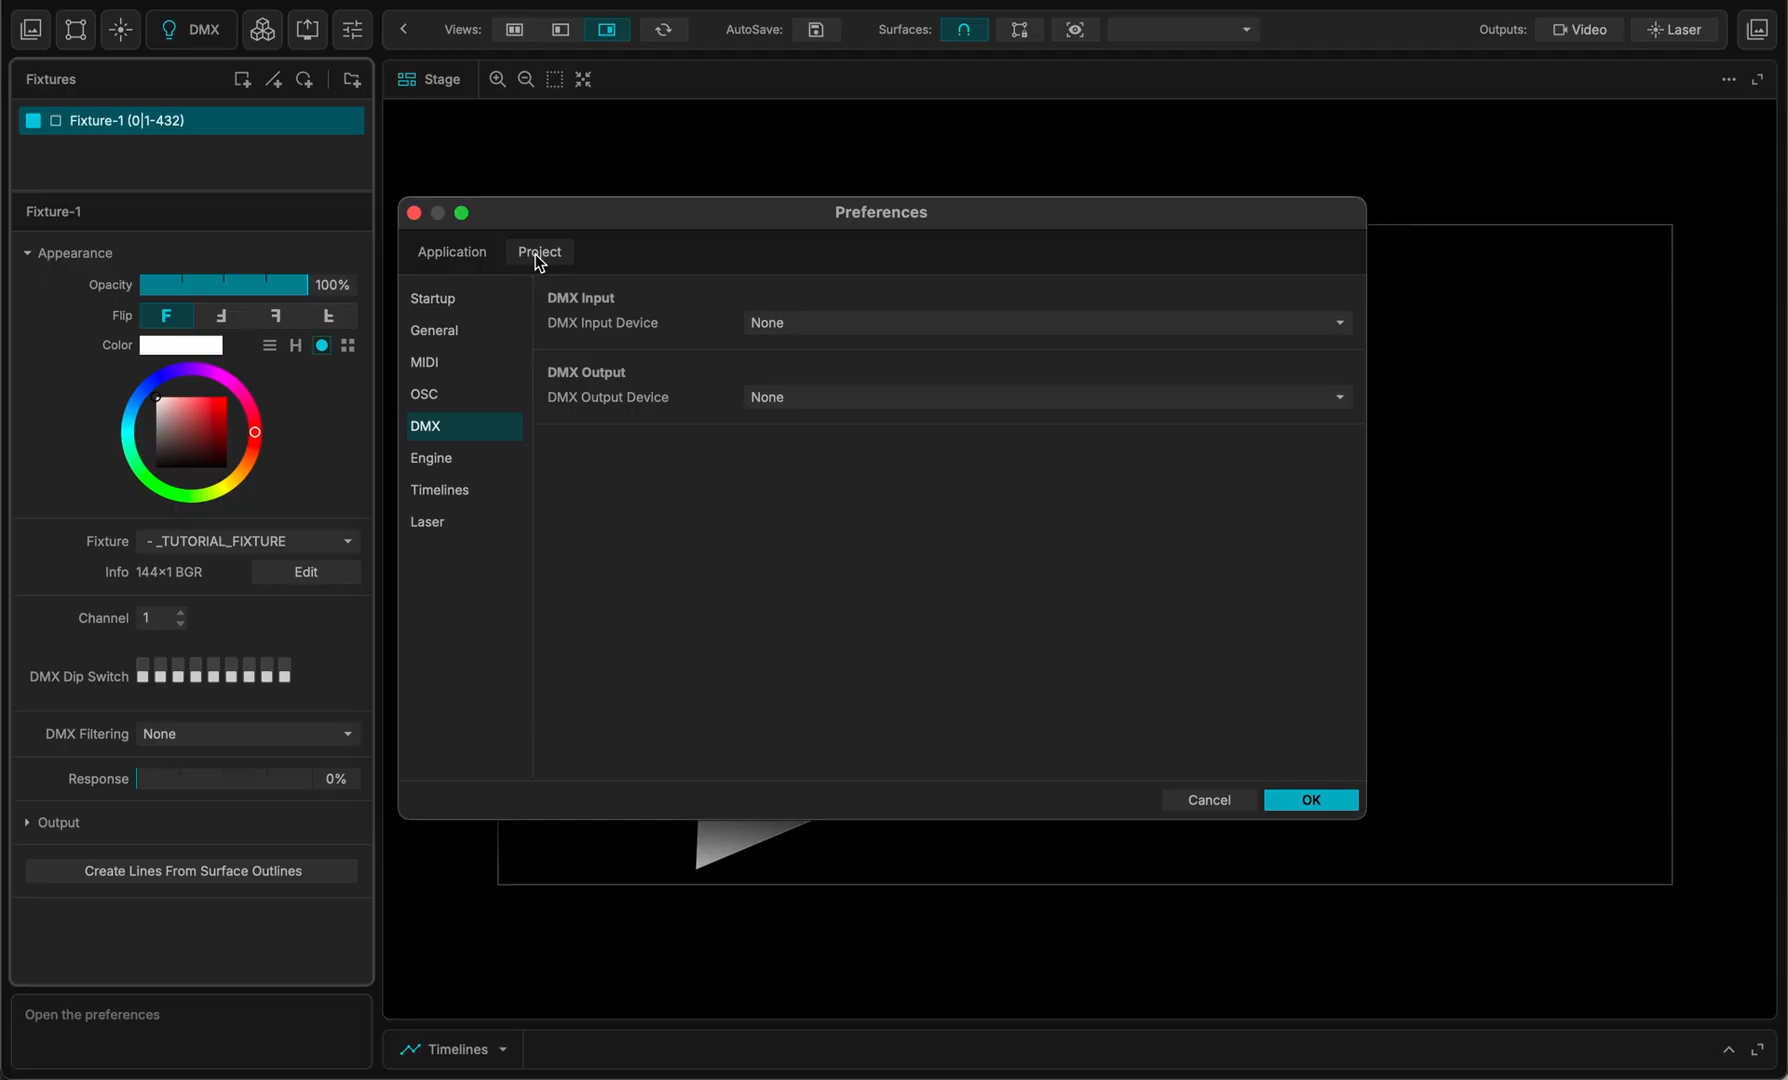 DMX
Views:
AutoSave:
Surfaces:
Outputs:
Video
Laser
Fixtures
Stage
Fixture-1 (0|1-432)
Fixture-1
Appearance
Opacity
100%
Flip
F
Color
H
Fixture
- _TUTORIAL_FIXTURE
Info
144×1 BGR
Edit
Channel
1
DMX Dip Switch
DMX Filtering
None
Response
0%
Output
Create Lines From Surface Outlines
Open the preferences
Preferences
Application
Project
Startup
General
MIDI
OSC
DMX
Engine
Timelines
Laser
DMX Input
DMX Input Device
None
DMX Output
DMX Output Device
None
Cancel
OK
Timelines